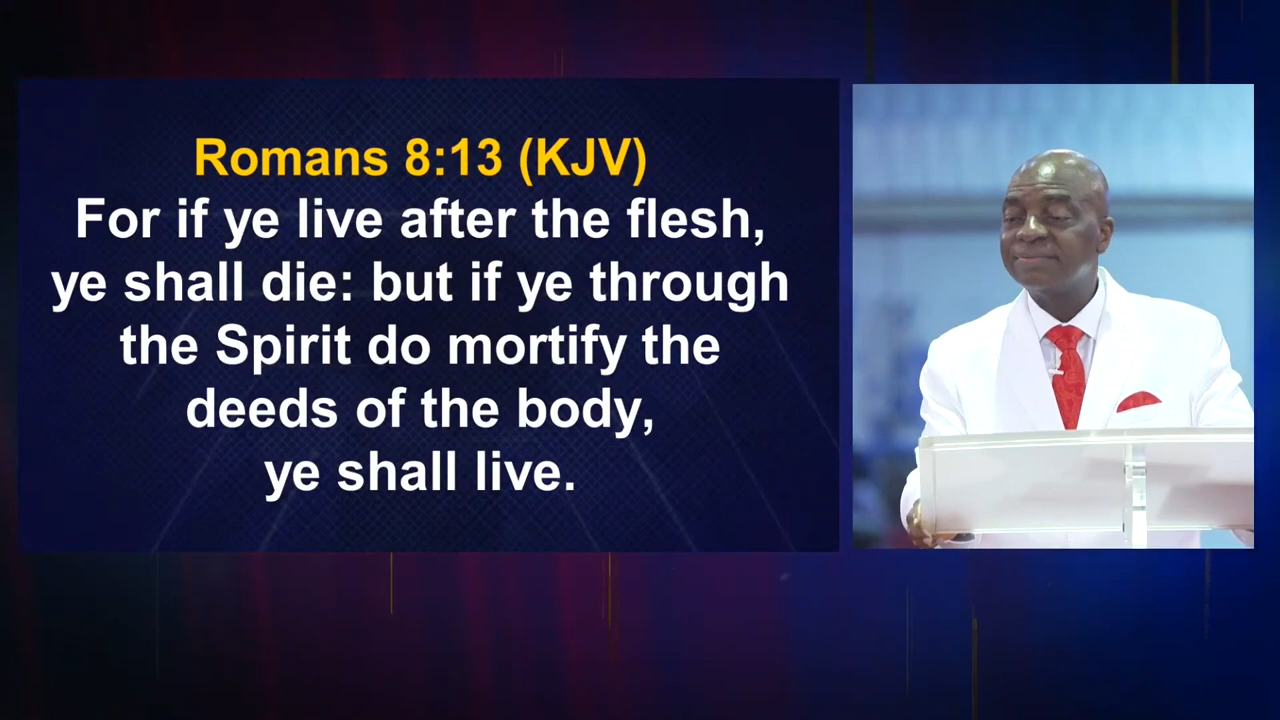 Romans 8:13 (KJV)
For if ye live after the flesh,
ye shall die: but if ye through
the Spirit do mortify the
deeds of the body,
ye shall live.